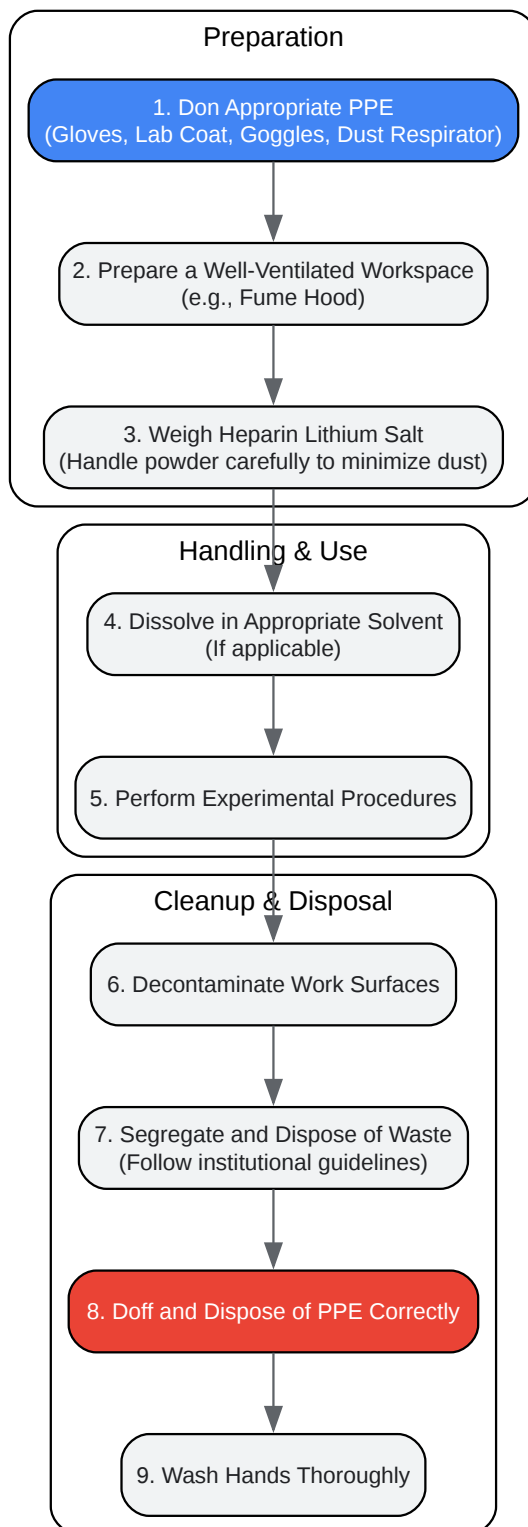 Preparation
1. Don Appropriate PPE
(Gloves, Lab Coat, Goggles, Dust Respirator)
2. Prepare a Well-Ventilated Workspace
(e.g., Fume Hood)
3. Weigh Heparin Lithium Salt
(Handle powder carefully to minimize dust)
Handling & Use
4. Dissolve in Appropriate Solvent
(If applicable)
5. Perform Experimental Procedures
Cleanup & Disposal
6. Decontaminate Work Surfaces
7. Segregate and Dispose of Waste
(Follow institutional guidelines)
8. Doff and Dispose of PPE Correctly
9. Wash Hands Thoroughly